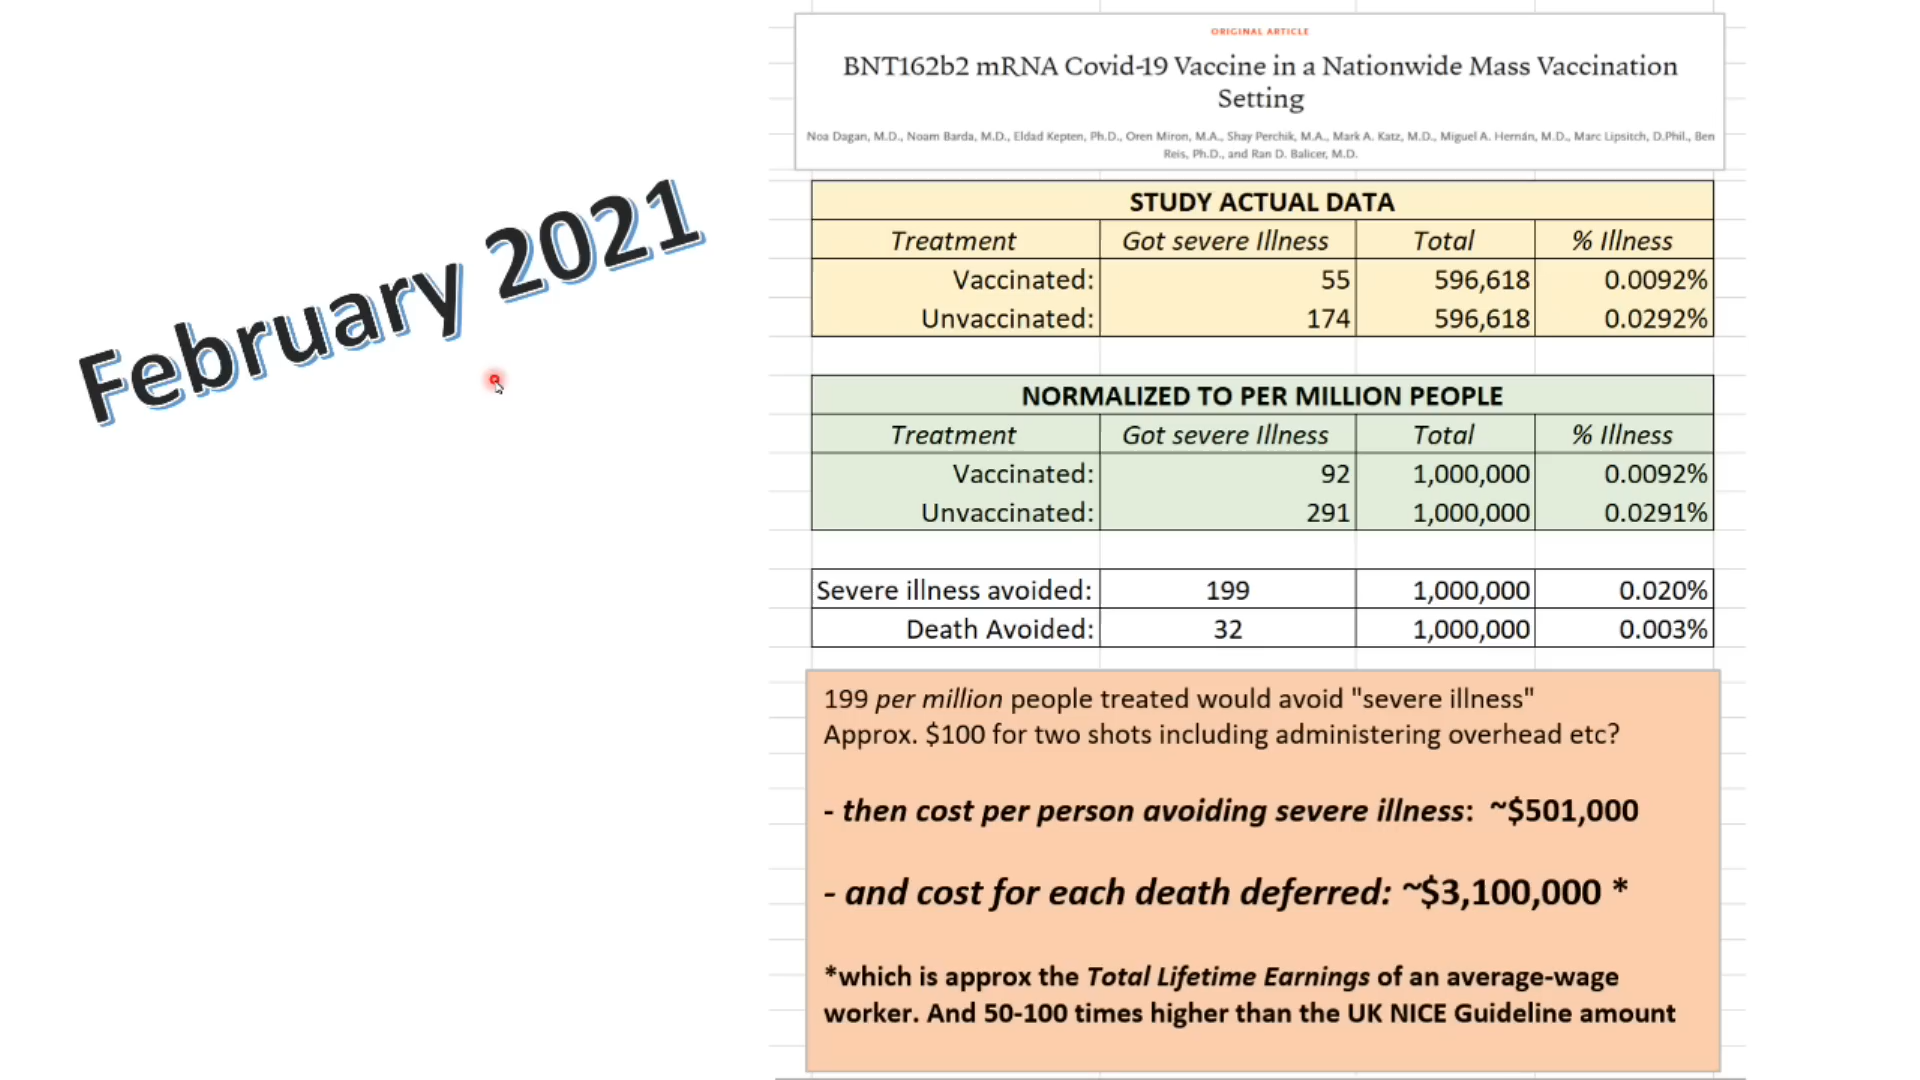 February 2021
ORIGINAL ARTICLE
BNT162b2 mRNA Covid-19 Vaccine in a Nationwide Mass Vaccination
Setting
Noa Dagan, M.D., Noam Barda, M.D., Eldad Kepten, Ph.D., Oren Miron, M.A., Shay Perchik, M.A., Mark A. Katz, M.D., Miguel A. Hernán, M.D., Marc Lipsitch, D.Phil., Ben
Reis, Ph.D., and Ran D. Balicer, M.D.
STUDY ACTUAL DATA
Treatment Got severe Illness Total % Illness
Vaccinated: 55 596,618 0.0092%
Unvaccinated: 174 596,618 0.0292%
NORMALIZED TO PER MILLION PEOPLE
Treatment Got severe Illness Total % Illness
Vaccinated: 92 1,000,000 0.0092%
Unvaccinated: 291 1,000,000 0.0291%
Severe illness avoided: 199 1,000,000 0.020%
Death Avoided: 32 1,000,000 0.003%
199 per million people treated would avoid "severe illness"
Approx. $100 for two shots including administering overhead etc?
- then cost per person avoiding severe illness: ~$501,000
- and cost for each death deferred: ~$3,100,000 *
*which is approx the Total Lifetime Earnings of an average-wage
worker. And 50-100 times higher than the UK NICE Guideline amount